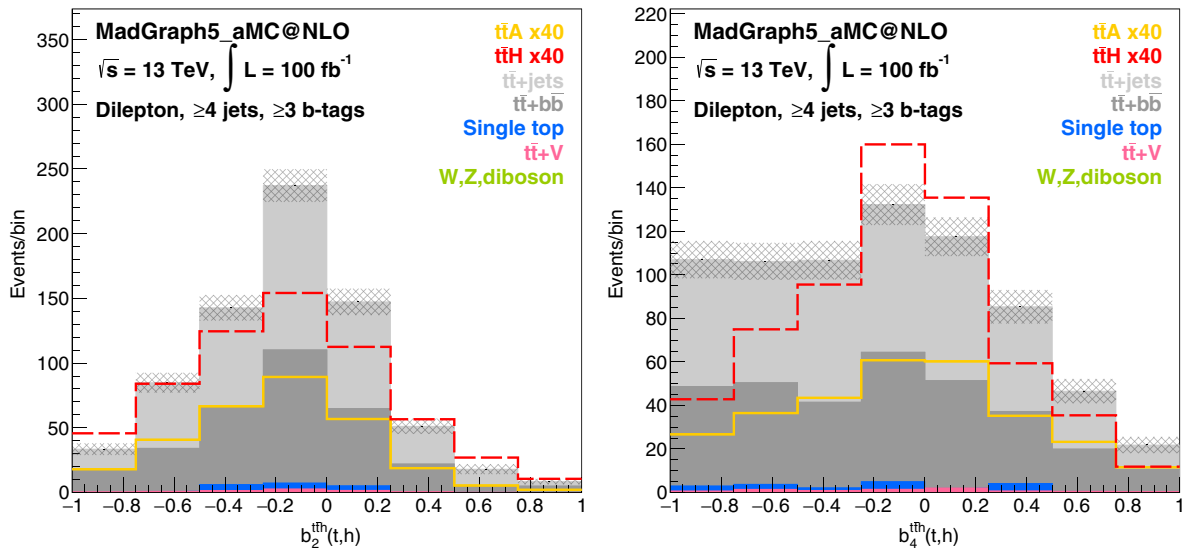 MadGraph5_aMC@NLO
√s = 13 TeV, ∫ L = 100 fb⁻¹
Dilepton, ≥4 jets, ≥3 b-tags
tt̄A x40
tt̄H x40
tt̄+jets
tt̄+bb̄
Single top
tt̄+V
W,Z,diboson
Events/bin
350
300
250
200
150
100
50
0
−1 −0.8 −0.6 −0.4 −0.2 0 0.2 0.4 0.6 0.8 1
b₂^tt̄h(t,h)
MadGraph5_aMC@NLO
√s = 13 TeV, ∫ L = 100 fb⁻¹
Dilepton, ≥4 jets, ≥3 b-tags
tt̄A x40
tt̄H x40
tt̄+jets
tt̄+bb̄
Single top
tt̄+V
W,Z,diboson
Events/bin
220
200
180
160
140
120
100
80
60
40
20
0
−1 −0.8 −0.6 −0.4 −0.2 0 0.2 0.4 0.6 0.8 1
b₄^tt̄h(t,h)